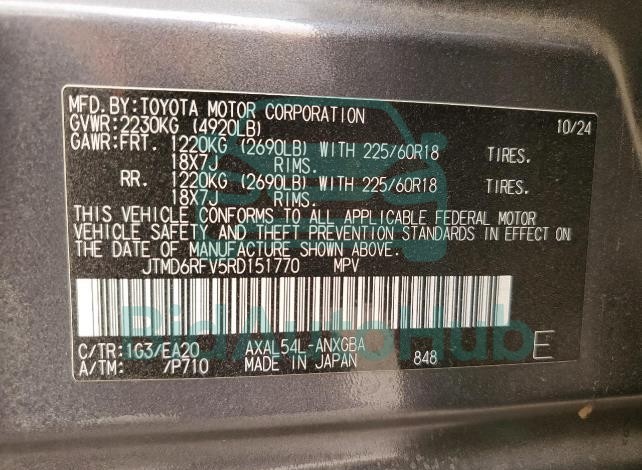 MFD.BY:TOYOTA MOTOR CORPORATION
GVWR:2230KG (4920LB) 10/24
GAWR:FRT. 1220KG (2690LB) WITH 225/60R18 TIRES.
18X7J RIMS.
RR. 1220KG (2690LB) WITH 225/60R18 TIRES.
18X7J RIMS.
THIS VEHICLE CONFORMS TO ALL APPLICABLE FEDERAL MOTOR
VEHICLE SAFETY AND THEFT PREVENTION STANDARDS IN EFFECT ON
THE DATE OF MANUFACTURE SHOWN ABOVE.
JTMD6RFV5RD151770 MPV
BidAutoHub
C/TR:1G3/EA20 AXAL54L-ANXGBA E
A/TM: /P710 MADE IN JAPAN 848